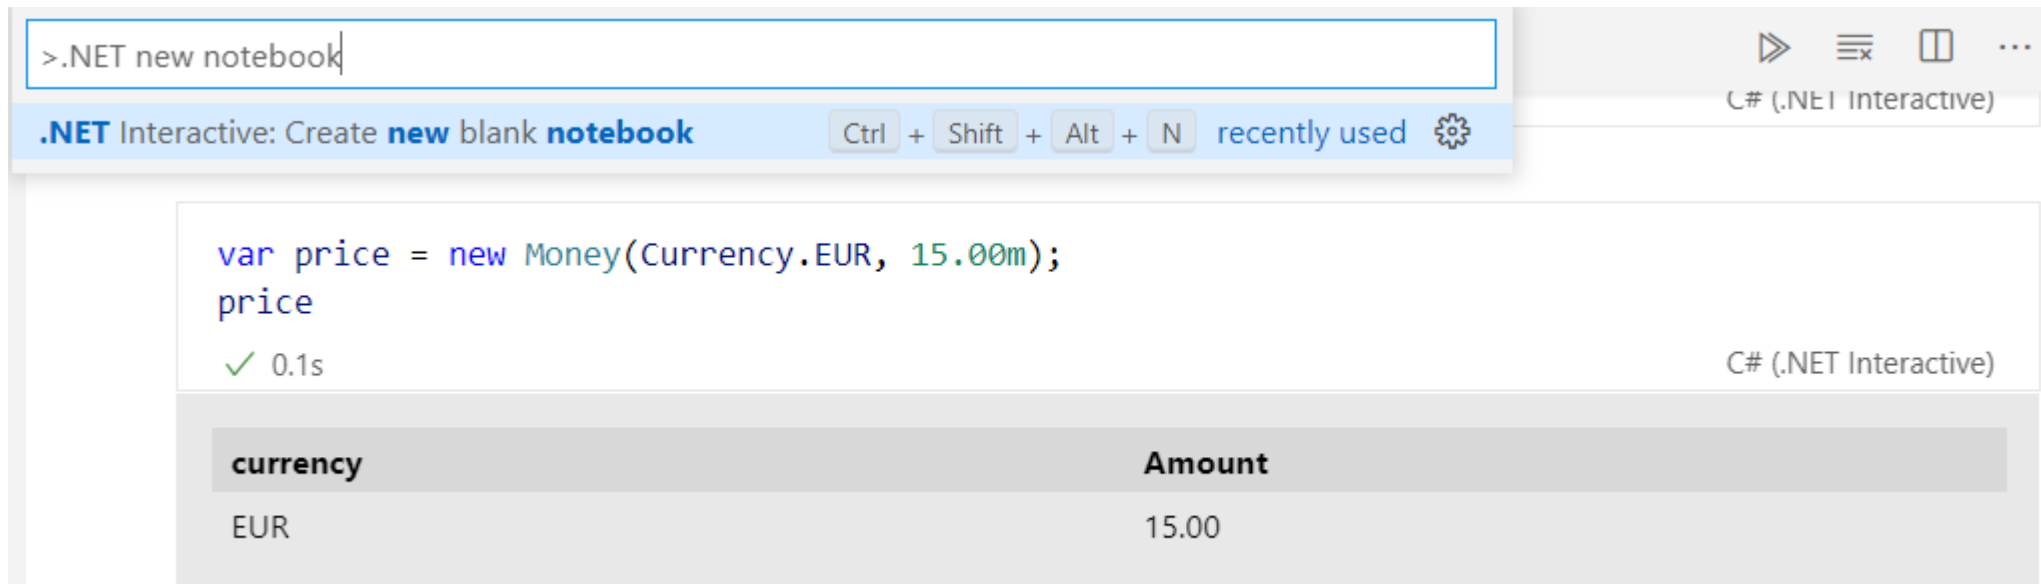 >.NET new notebook
.NET Interactive: Create new blank notebook Ctrl + Shift + Alt + N recently used
C# (.NET Interactive)
var price = new Money(Currency.EUR, 15.00m);
price
0.1s C# (.NET Interactive)
currency Amount
EUR 15.00